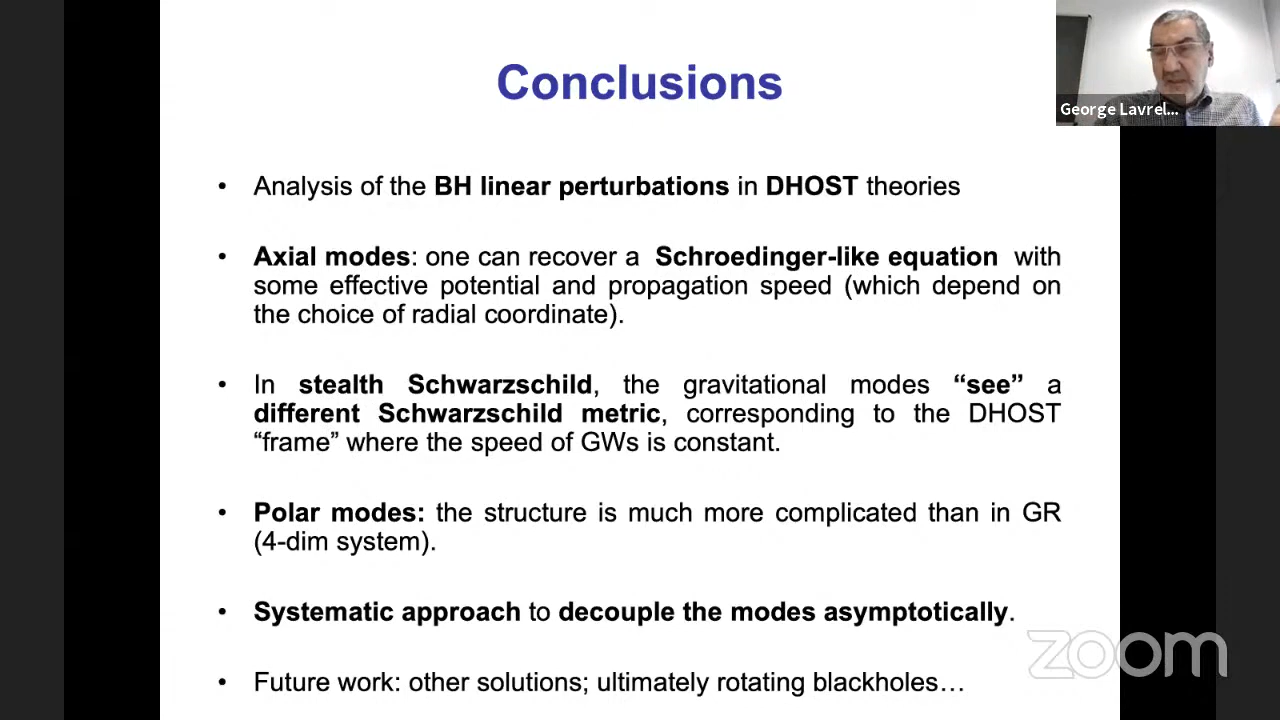 Conclusions
George Lavrel...
• Analysis of the BH linear perturbations in DHOST theories
• Axial modes: one can recover a Schroedinger-like equation with
some effective potential and propagation speed (which depend on
the choice of radial coordinate).
• In stealth Schwarzschild, the gravitational modes “see” a
different Schwarzschild metric, corresponding to the DHOST
“frame” where the speed of GWs is constant.
• Polar modes: the structure is much more complicated than in GR
(4-dim system).
• Systematic approach to decouple the modes asymptotically.
• Future work: other solutions; ultimately rotating blackholes…
zoom